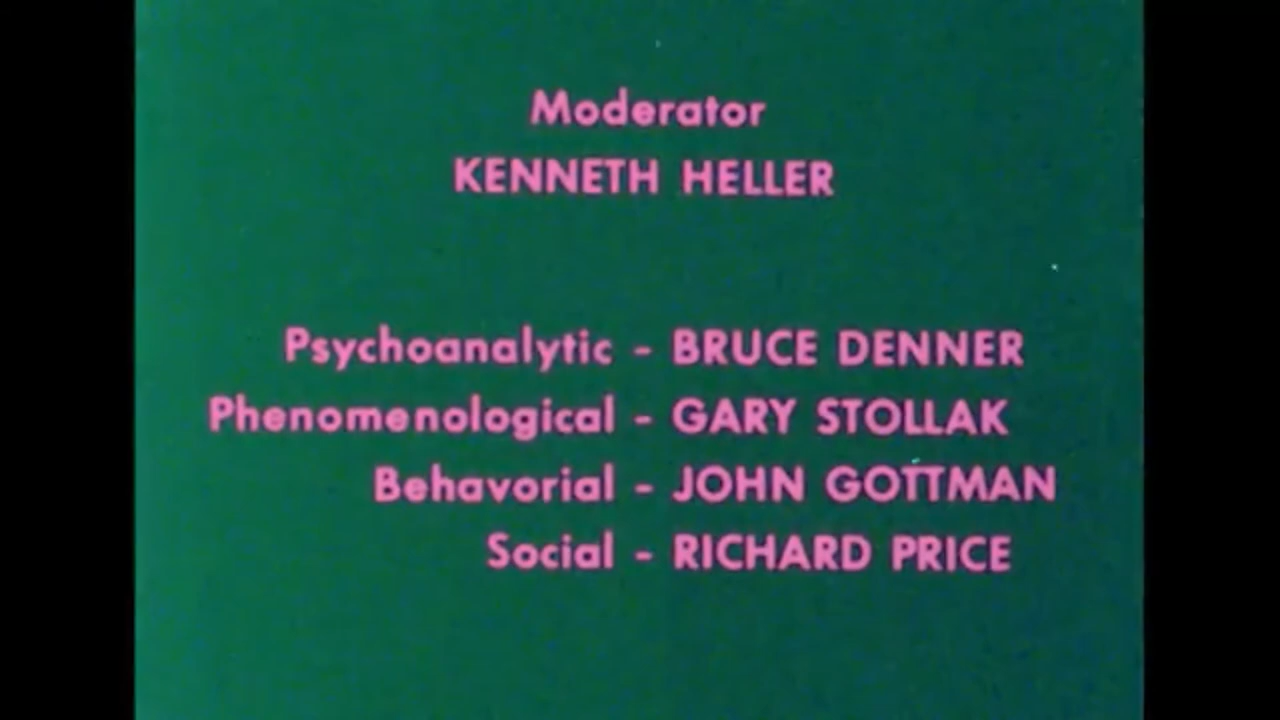 Moderator
KENNETH HELLER
Psychoanalytic - BRUCE DENNER
Phenomenological - GARY STOLLAK
Behavorial - JOHN GOTTMAN
Social - RICHARD PRICE